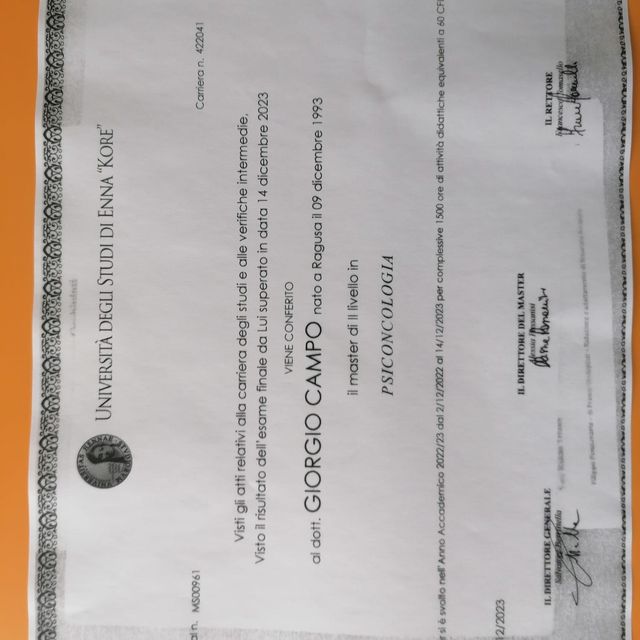 UNIVERSITÀ DEGLI STUDI DI ENNA "KORE"
n. MS00961
Carriera n. 422041
Visti gli atti relativi alla carriera degli studi e alle verifiche intermedie.
Visto il risultato dell'esame finale da Lui superato in data 14 dicembre 2023
VIENE CONFERITO
al dott. GIORGIO CAMPO nato a Ragusa il 09 dicembre 1993
il master di II livello in
PSICONCOLOGIA
si è svolto nell'Anno Accademico 2022/23 dal 2/12/2022 al 14/12/2023 per complessive 1500 ore di attività didattiche equivalenti a 60 CF
12/2023
IL DIRETTORE GENERALE
IL DIRETTORE DEL MASTER
IL RETTORE